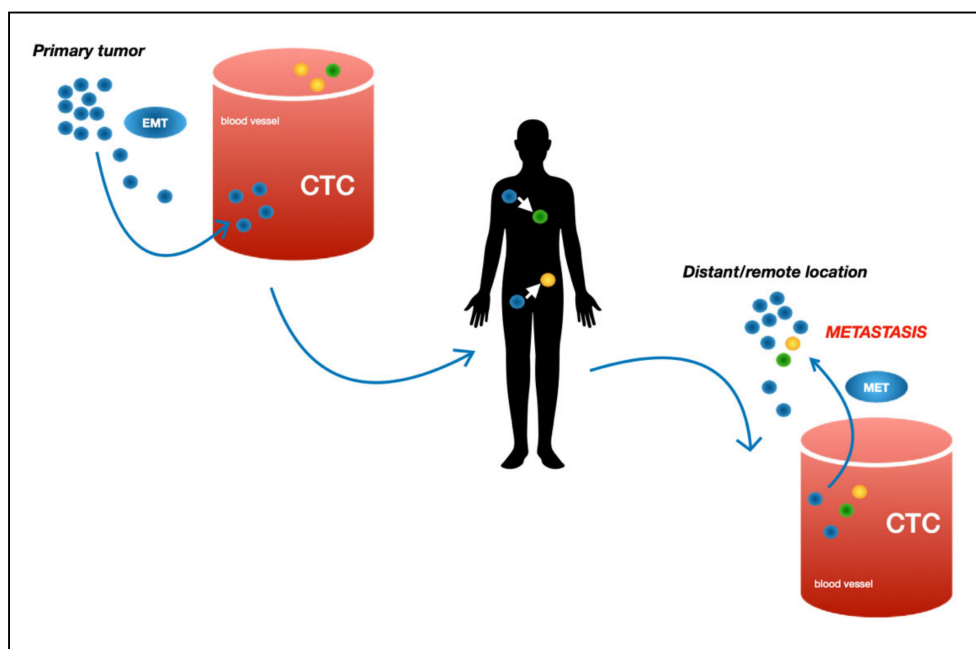 Primary tumor
EMT
blood vessel
CTC
Distant/remote location
METASTASIS
MET
CTC
blood vessel